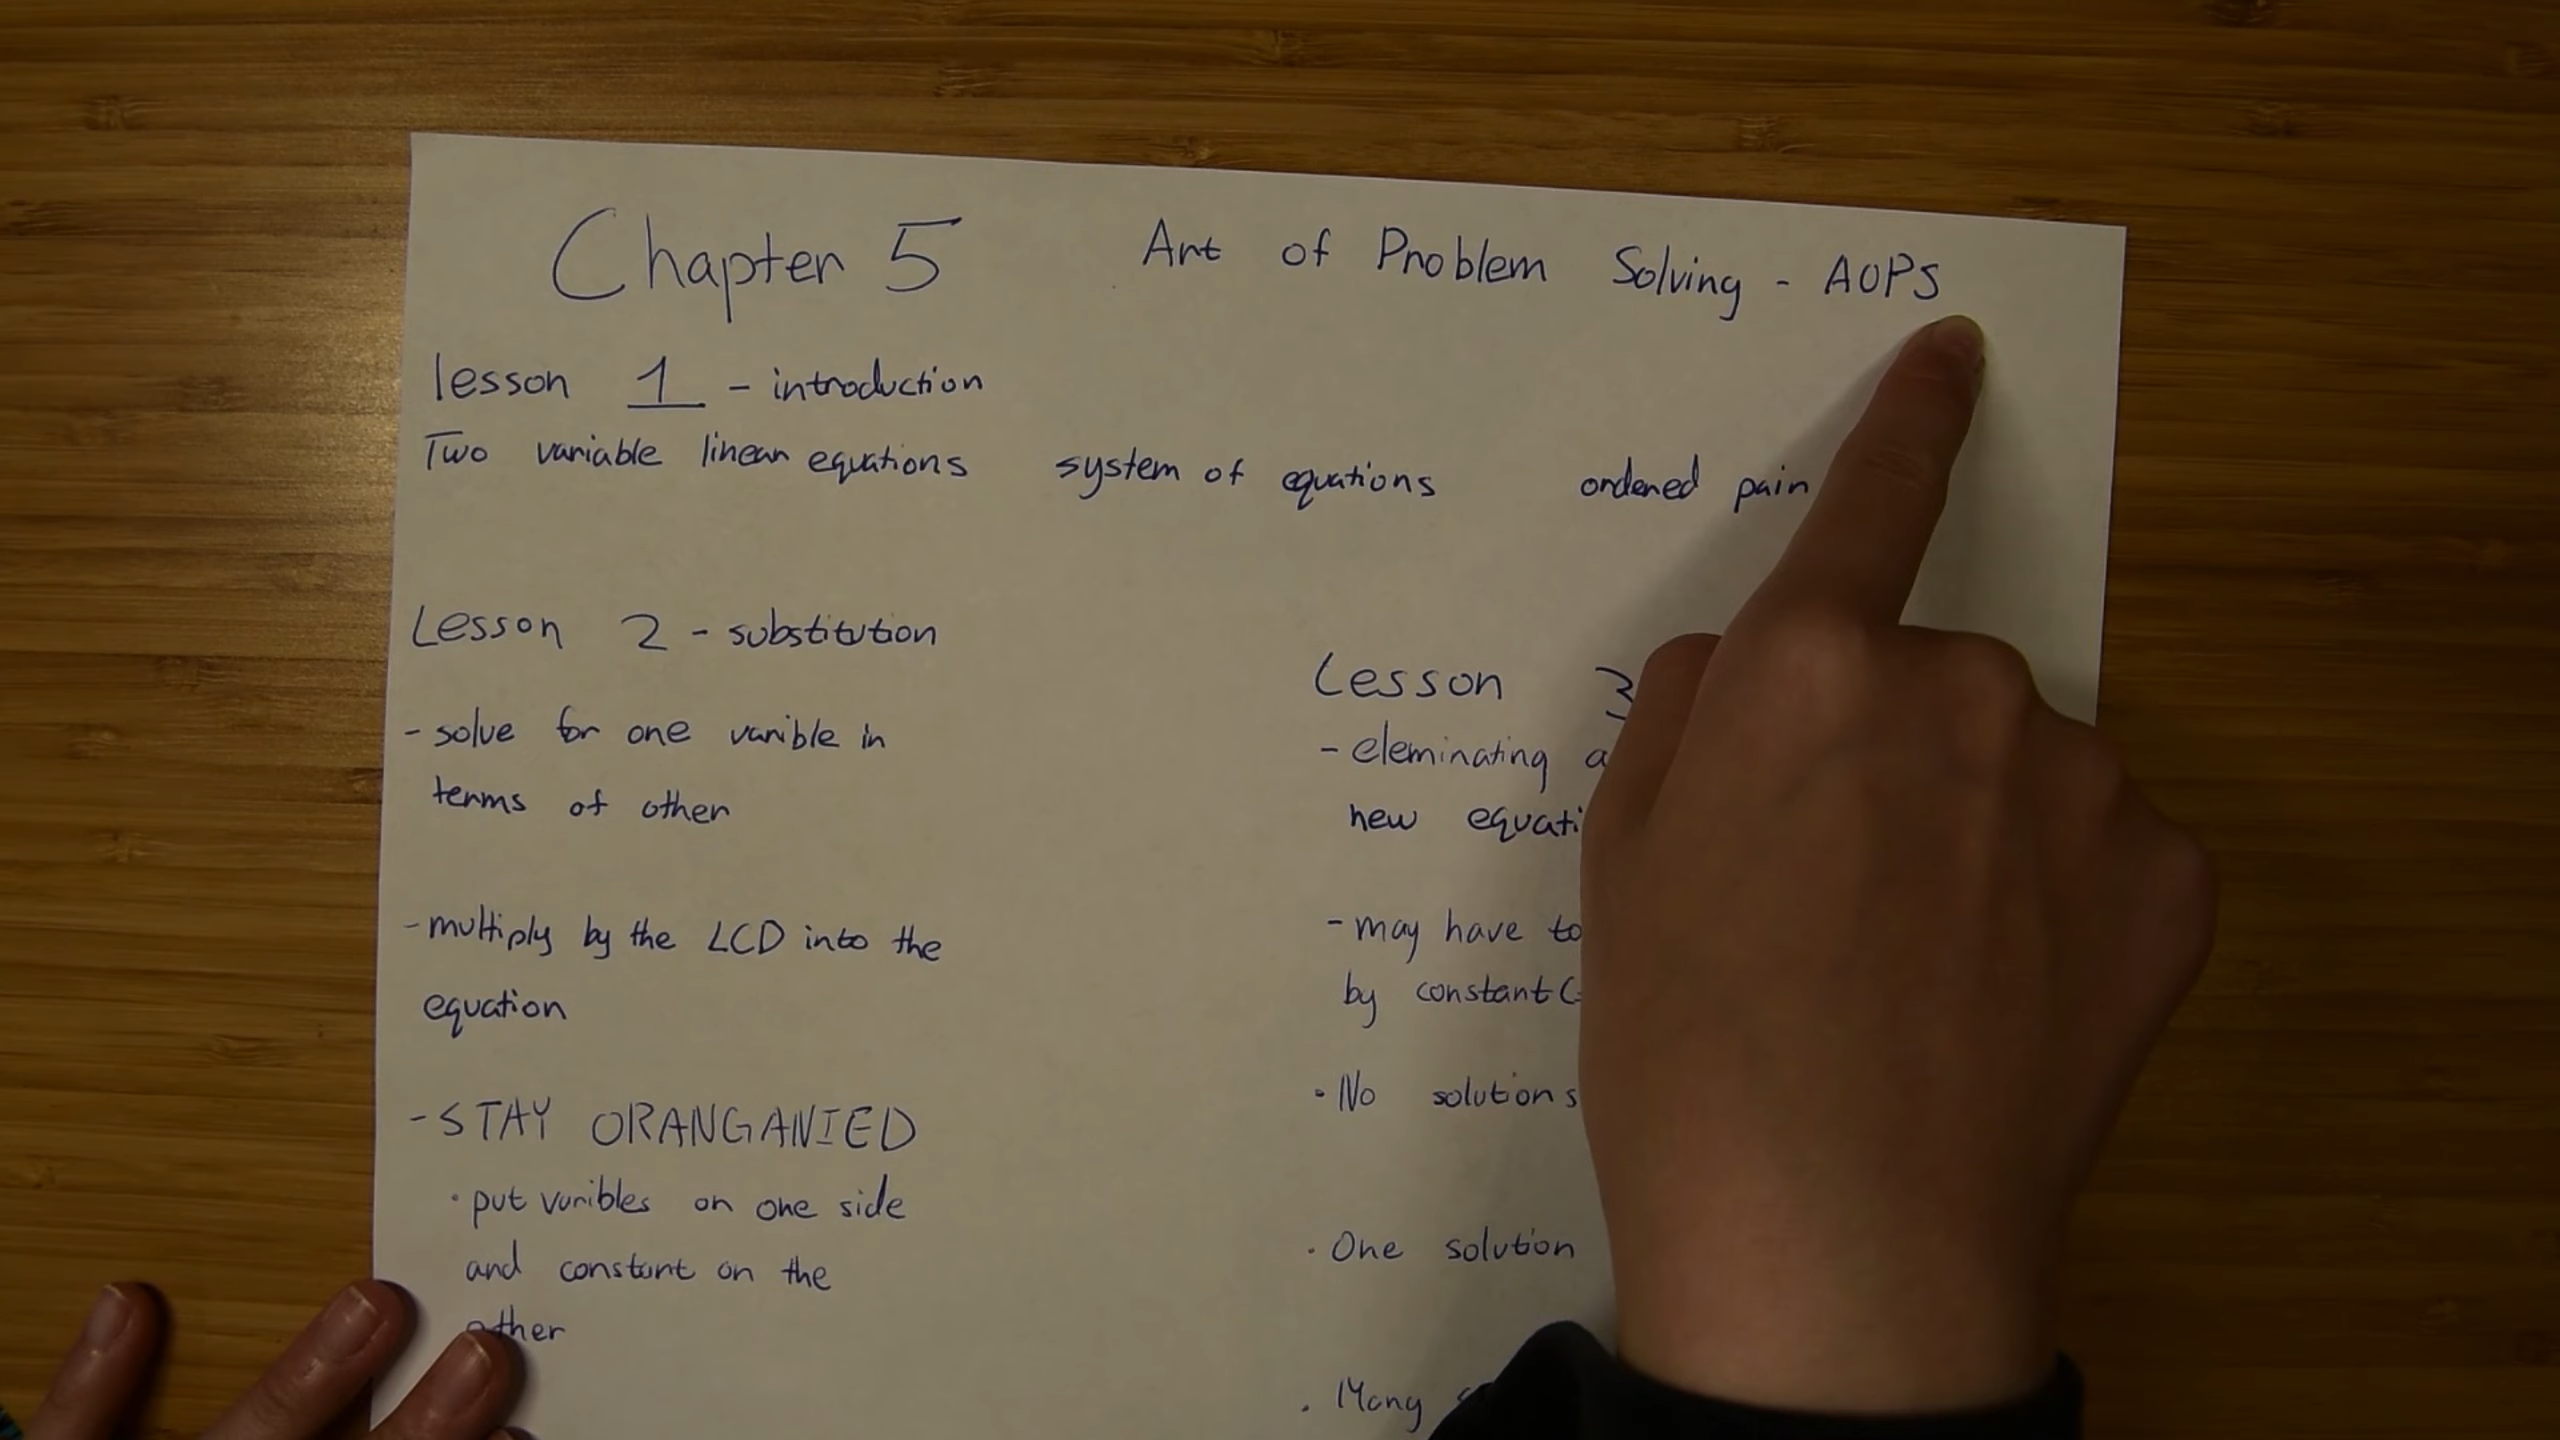 Chapter 5
Art of Problem Solving - AOPS
lesson 1 - introduction
Two variable linear equations system of equations ordered pair
Lesson 2 - substitution
- solve for one varible in
terms of other
- multiply by the LCD into the
equation
- STAY ORANGANIED
· put varibles on one side
and constant on the
other
Lesson 3
- eleminating
new
- may have to
by constant
· No solutions
· One solution
· Many